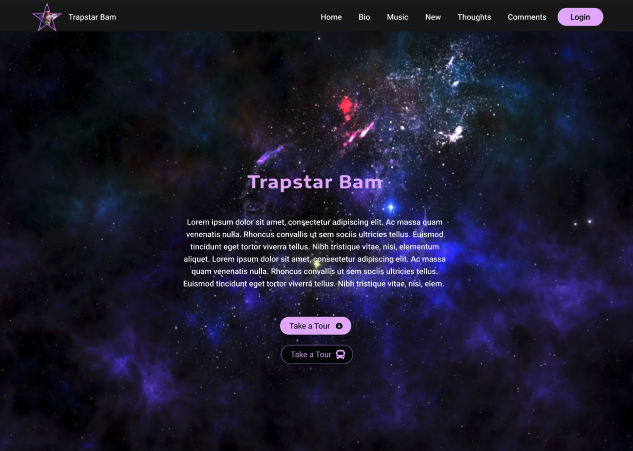 Trapstar Bam
Home Bio Music New Thoughts Comments Login
Trapstar Bam
Lorem ipsum dolor sit amet, consectetur adipiscing elit. Ac massa quam
venenatis nulla. Rhoncus convallis ut sem sociis ultricies tellus. Euismod
tincidunt eget tortor viverra tellus. Nibh tristique vitae, nisi, elementum
aliquet. Lorem ipsum dolor sit amet, consectetur adipiscing elit. Ac massa
quam venenatis nulla. Rhoncus convallis ut sem sociis ultricies tellus.
Euismod tincidunt eget tortor viverra tellus. Nibh tristique vitae, nisi, elem.
Take a Tour
Take a Tour